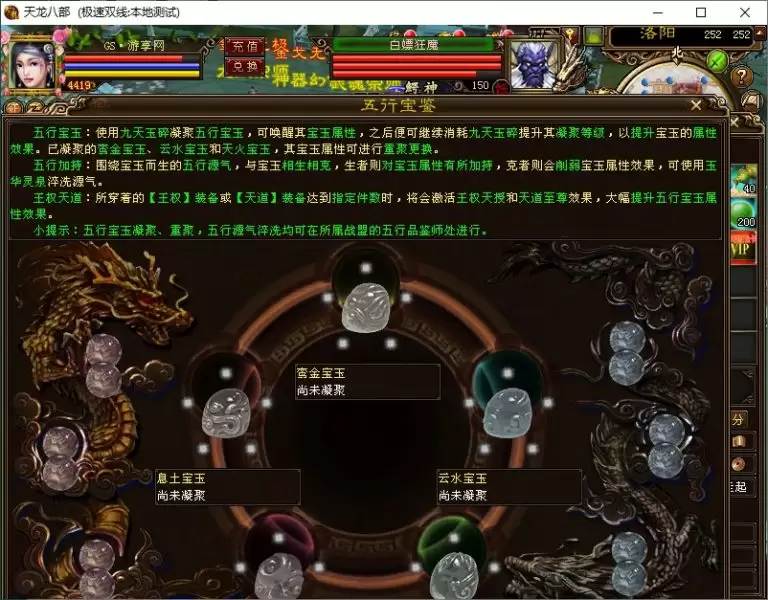 天龙八部 (极速双线:本地测试)
GS·游享网
充值
白嫖狂魔
洛阳
252 252
兑换
北
4419
鳄神
150
五行宝鉴
五行宝玉：使用九天玉碎凝聚五行宝玉，可唤醒其宝玉属性，之后便可继续消耗九天玉碎提升其凝聚等级，以提升宝玉的属性
效果。已凝聚的鸾金宝玉、云水宝玉和天火宝玉，其宝玉属性可进行重聚更换。
五行加持：围绕宝玉而生的五行源气，与宝玉相生相克，生者则对宝玉属性有所加持，克者则会削弱宝玉属性效果，可使用玉
华灵泉淬洗源气。
王权天道：所穿著的【王权】装备或【天道】装备达到指定件数时，将会激活王权天授和天道至尊效果，大幅提升五行宝玉属
性效果。
小提示：五行宝玉凝聚、重聚，五行源气淬洗均可在所属战盟的五行品鉴师处进行。
40
200
VIP
鸾金宝玉
尚未凝聚
分
息土宝玉
尚未凝聚
云水宝玉
尚未凝聚
起